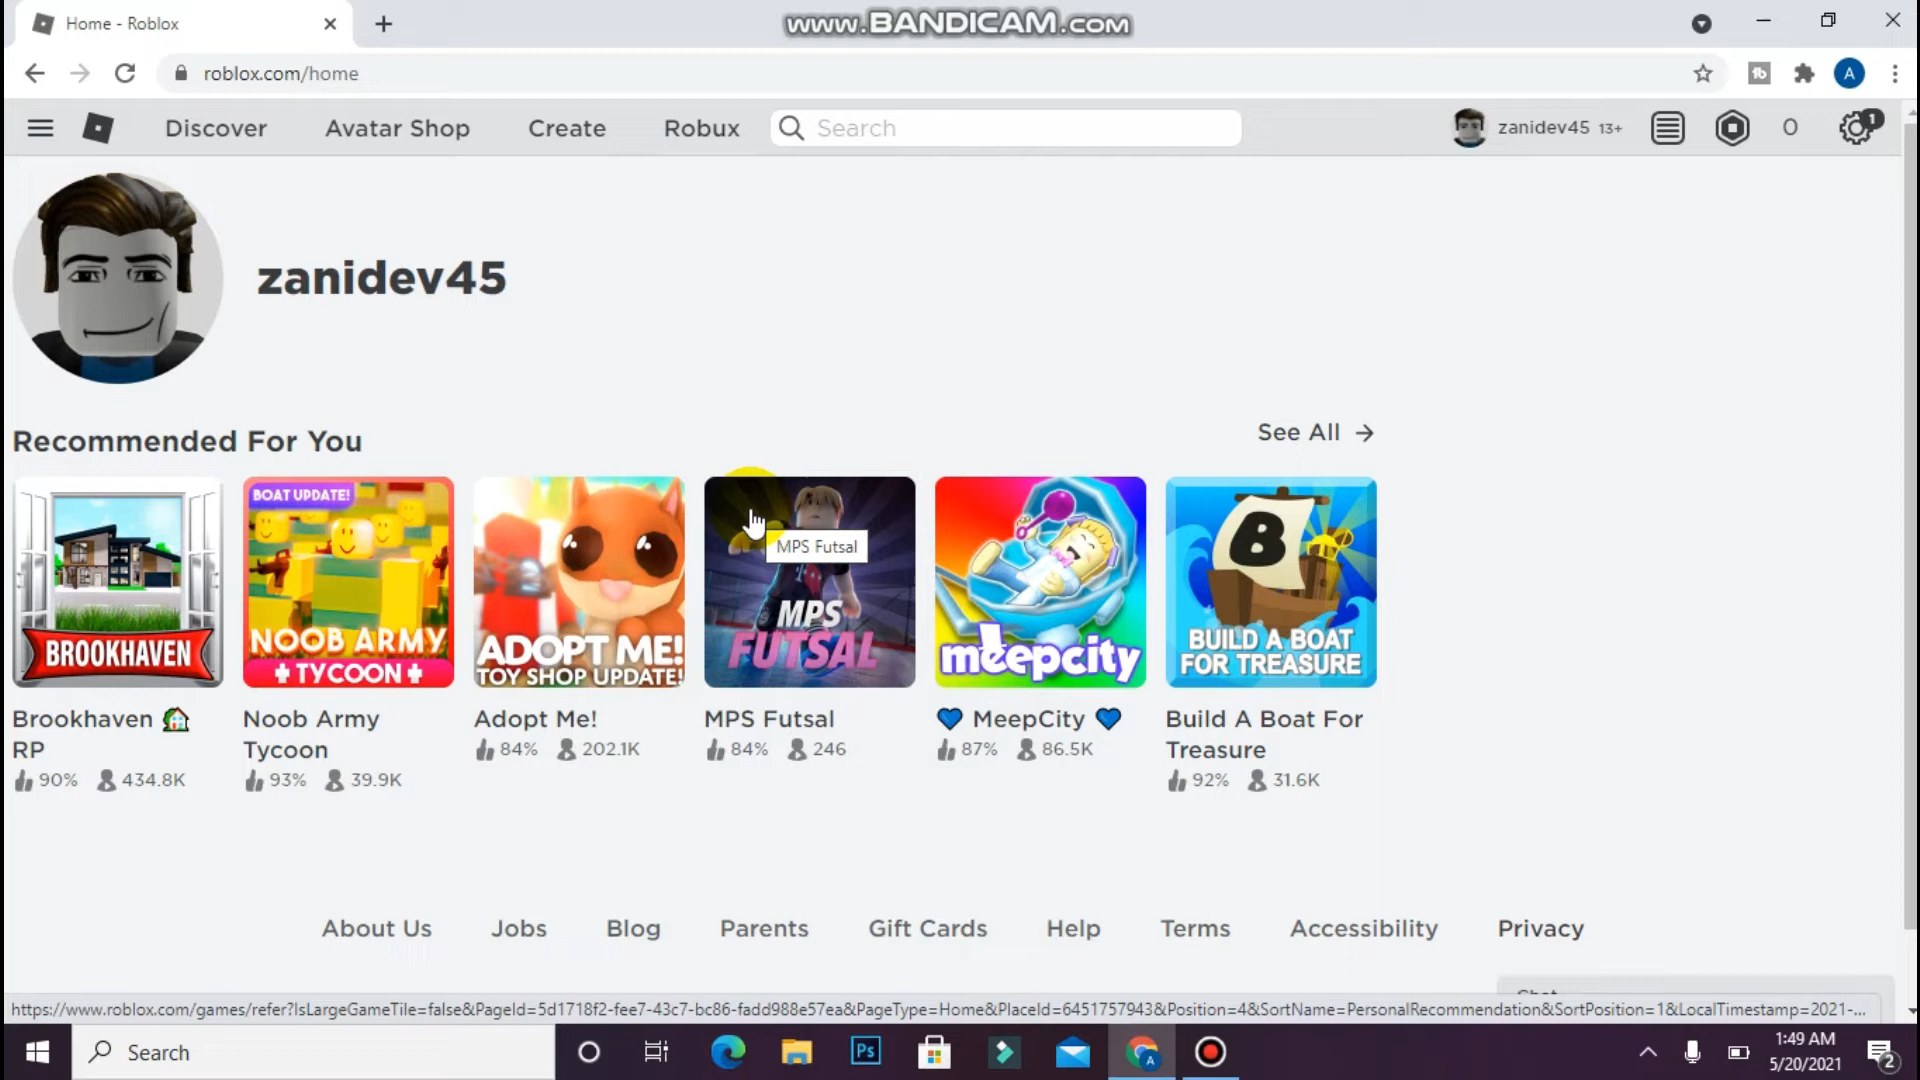 Home - Roblox
www.BANDICAM.com
roblox.com/home
A
Discover
Avatar Shop
Create
Robux
Search
zanidev45 13+
0
1
zanidev45
Recommended For You
See All →
BROOKHAVEN
BOAT UPDATE!
NOOB ARMY
TYCOON
ADOPT ME!
TOY SHOP UPDATE!
MPS Futsal
MPS
FUTSAL
meepcity
B
BUILD A BOAT
FOR TREASURE
Brookhaven 🏡
RP
90% 434.8K
Noob Army
Tycoon
93% 39.9K
Adopt Me!
84% 202.1K
MPS Futsal
84% 246
💙 MeepCity 💙
87% 86.5K
Build A Boat For
Treasure
92% 31.6K
About Us
Jobs
Blog
Parents
Gift Cards
Help
Terms
Accessibility
Privacy
https://www.roblox.com/games/refer?IsLargeGameTile=false&PageId=5d1718f2-fee7-43c7-bc86-fadd988e57ea&PageType=Home&PlaceId=6451757943&Position=4&SortName=PersonalRecommendation&SortPosition=1&LocalTimestamp=2021-...
Search
Ps
A
1:49 AM
5/20/2021
2